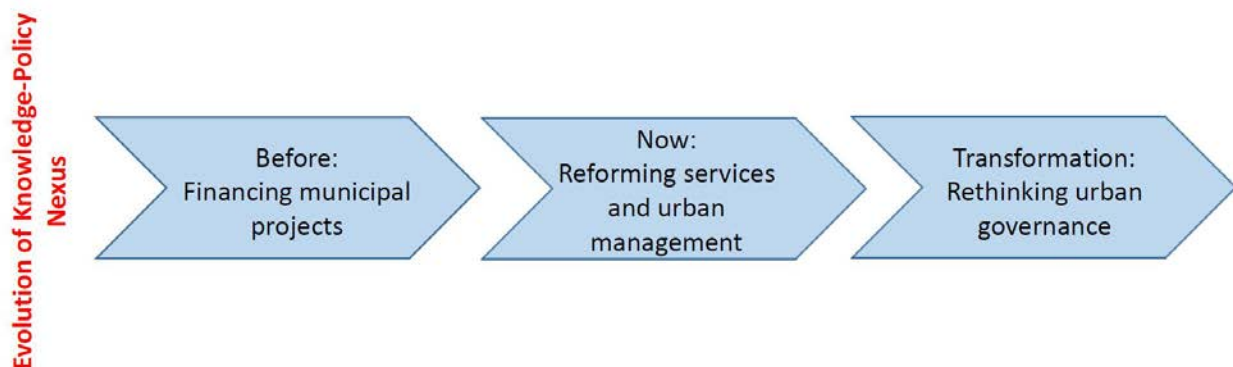 Evolution of Knowledge-Policy
Nexus
Before:
Financing municipal
projects
Now:
Reforming services
and urban
management
Transformation:
Rethinking urban
governance